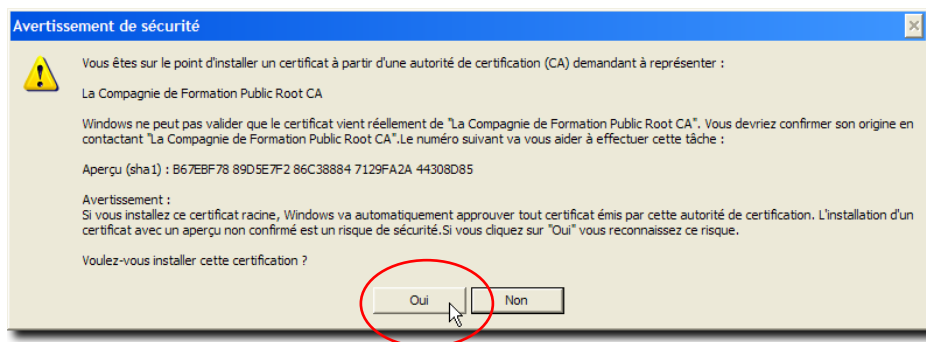 Avertissement de sécurité
Vous êtes sur le point d'installer un certificat à partir d'une autorité de certification (CA) demandant à représenter :
La Compagnie de Formation Public Root CA
Windows ne peut pas valider que le certificat vient réellement de "La Compagnie de Formation Public Root CA". Vous devriez confirmer son origine en
contactant "La Compagnie de Formation Public Root CA".Le numéro suivant va vous aider à effectuer cette tâche :
Aperçu (sha1) : B67EBF78 89D5E7F2 86C38884 7129FA2A 44308D85
Avertissement :
Si vous installez ce certificat racine, Windows va automatiquement approuver tout certificat émis par cette autorité de certification. L'installation d'un
certificat avec un aperçu non confirmé est un risque de sécurité.Si vous cliquez sur "Oui" vous reconnaissez ce risque.
Voulez-vous installer cette certification ?
Oui Non